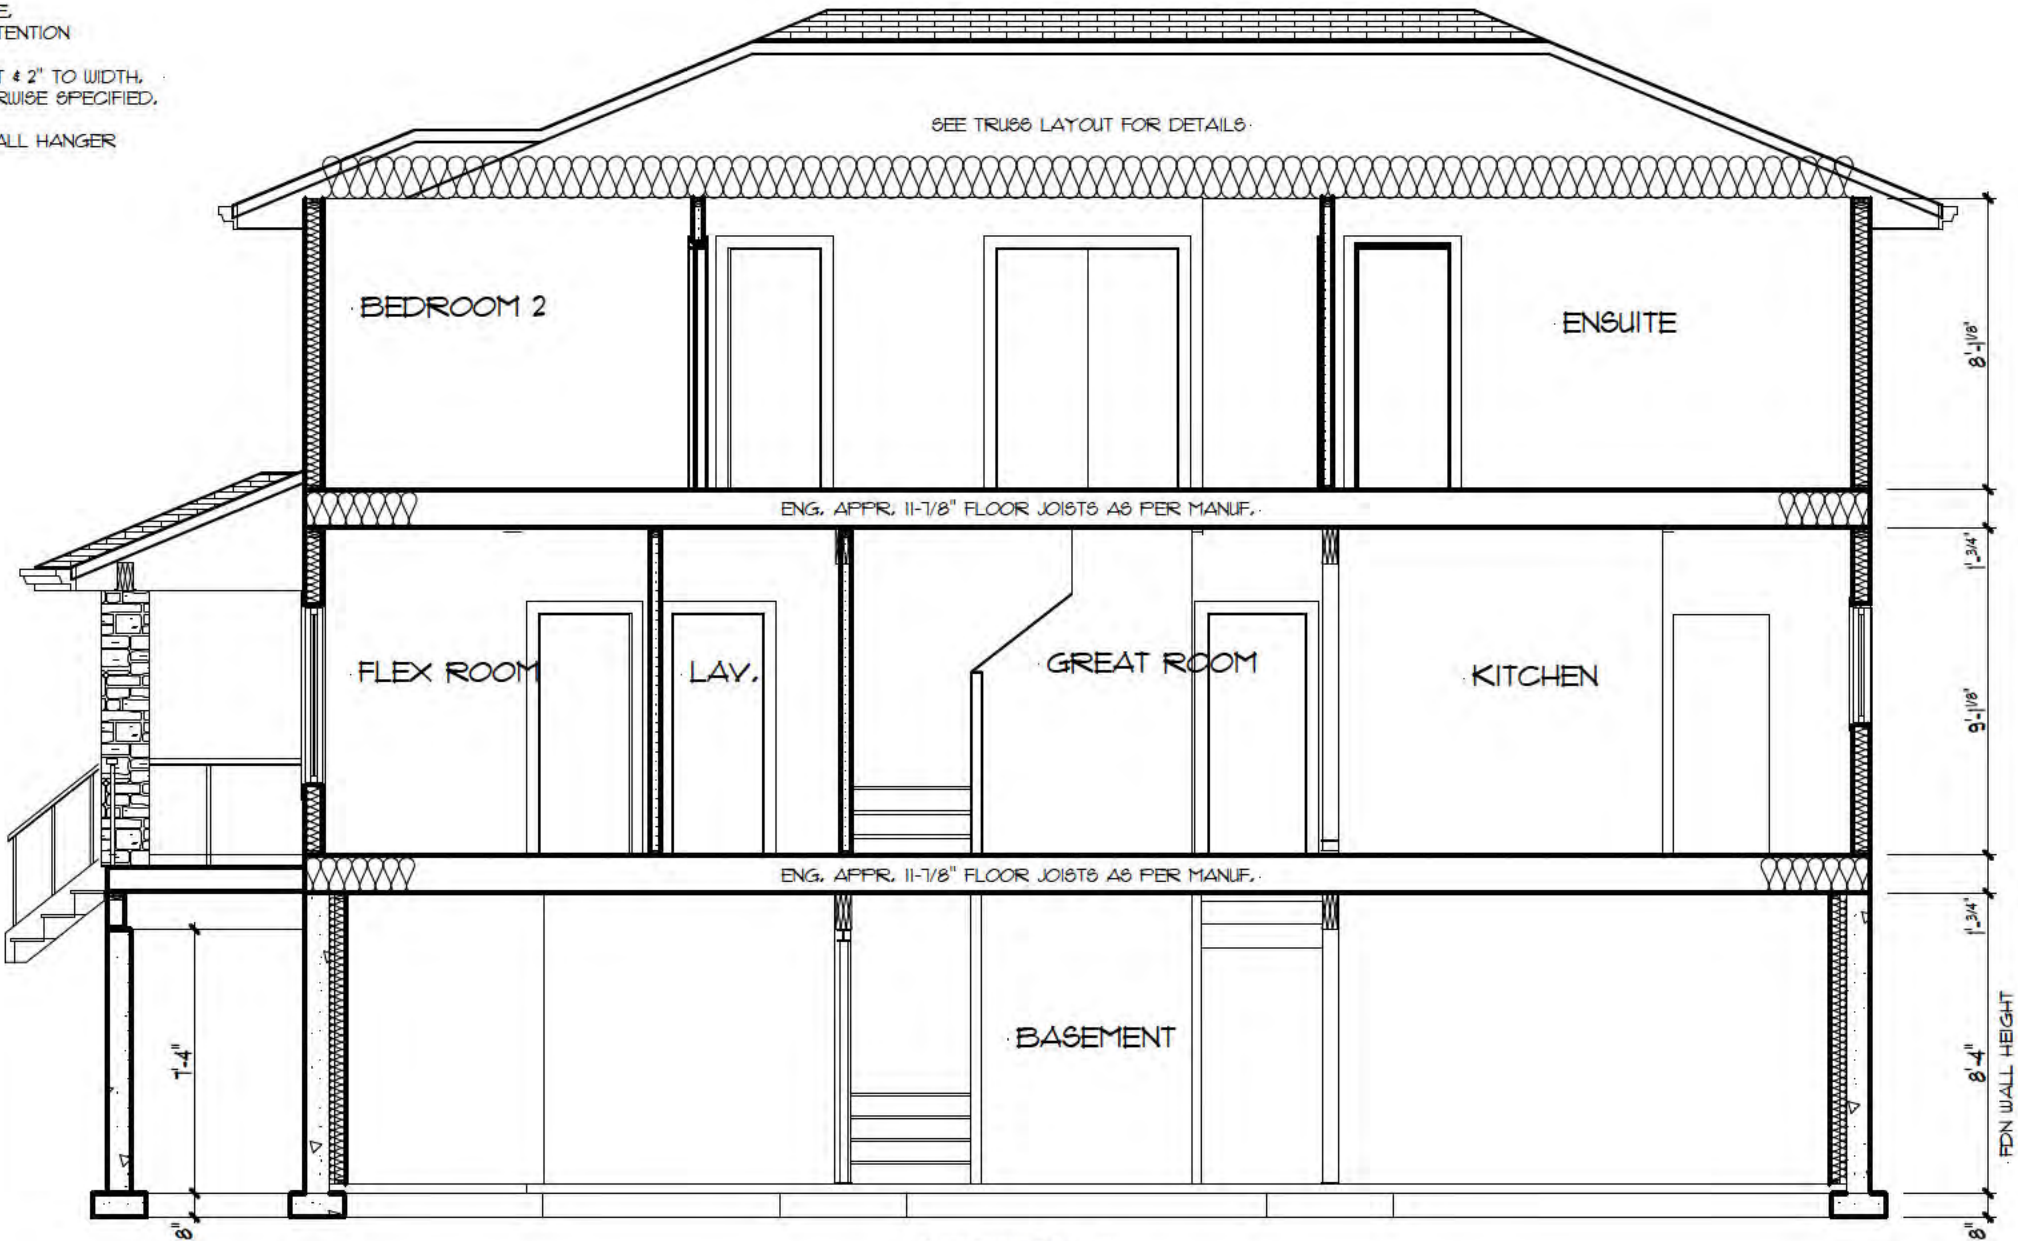 E,
TENTION
T & 2" TO WIDTH,
RWISE SPECIFIED.
ALL HANGER
SEE TRUSS LAYOUT FOR DETAILS
BEDROOM 2
ENSUITE
8'-1 1/8"
ENG. APPR. 11-7/8" FLOOR JOISTS AS PER MANUF.
1'-3/4"
FLEX ROOM
LAV.
GREAT ROOM
KITCHEN
9'-1 1/8"
ENG. APPR. 11-7/8" FLOOR JOISTS AS PER MANUF.
1'-3/4"
BASEMENT
7'-4"
8'-4"
FDN WALL HEIGHT
8"
8"